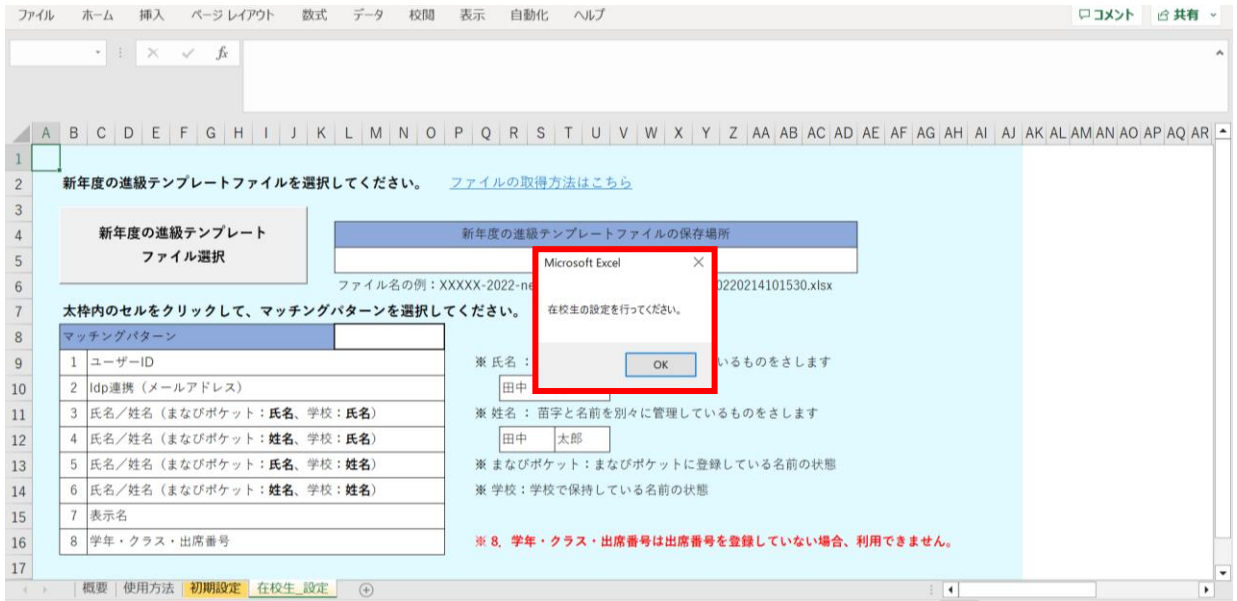 ファイル ホーム 挿入 ページ レイアウト 数式 データ 校閲 表示 自動化 ヘルプ コメント 共有
fx
A B C D E F G H I J K L M N O P Q R S T U V W X Y Z AA AB AC AD AE AF AG AH AI AJ AK AL AM AN AO AP AQ AR
1
2 新年度の進級テンプレートファイルを選択してください。 ファイルの取得方法はこちら
3
4 新年度の進級テンプレート 新年度の進級テンプレートファイルの保存場所
5 ファイル選択 Microsoft Excel
6 ファイル名の例:XXXXX-2022-ne 0220214101530.xlsx
在校生の設定を行ってください。
7 太枠内のセルをクリックして、マッチングパターンを選択してください。
8 マッチングパターン
9 1 ユーザーID ※ 氏名: OK いるものをさします
10 2 Idp連携(メールアドレス) 田中
11 3 氏名/姓名(まなびポケット:氏名、学校:氏名) ※ 姓名:苗字と名前を別々に管理しているものをさします
12 4 氏名/姓名(まなびポケット:姓名、学校:氏名) 田中 太郎
13 5 氏名/姓名(まなびポケット:氏名、学校:姓名) ※ まなびポケット:まなびポケットに登録している名前の状態
14 6 氏名/姓名(まなびポケット:姓名、学校:姓名) ※ 学校:学校で保持している名前の状態
15 7 表示名
16 8 学年・クラス・出席番号 ※ 8, 学年・クラス・出席番号は出席番号を登録していない場合、利用できません。
17
概要 使用方法 初期設定 在校生_設定